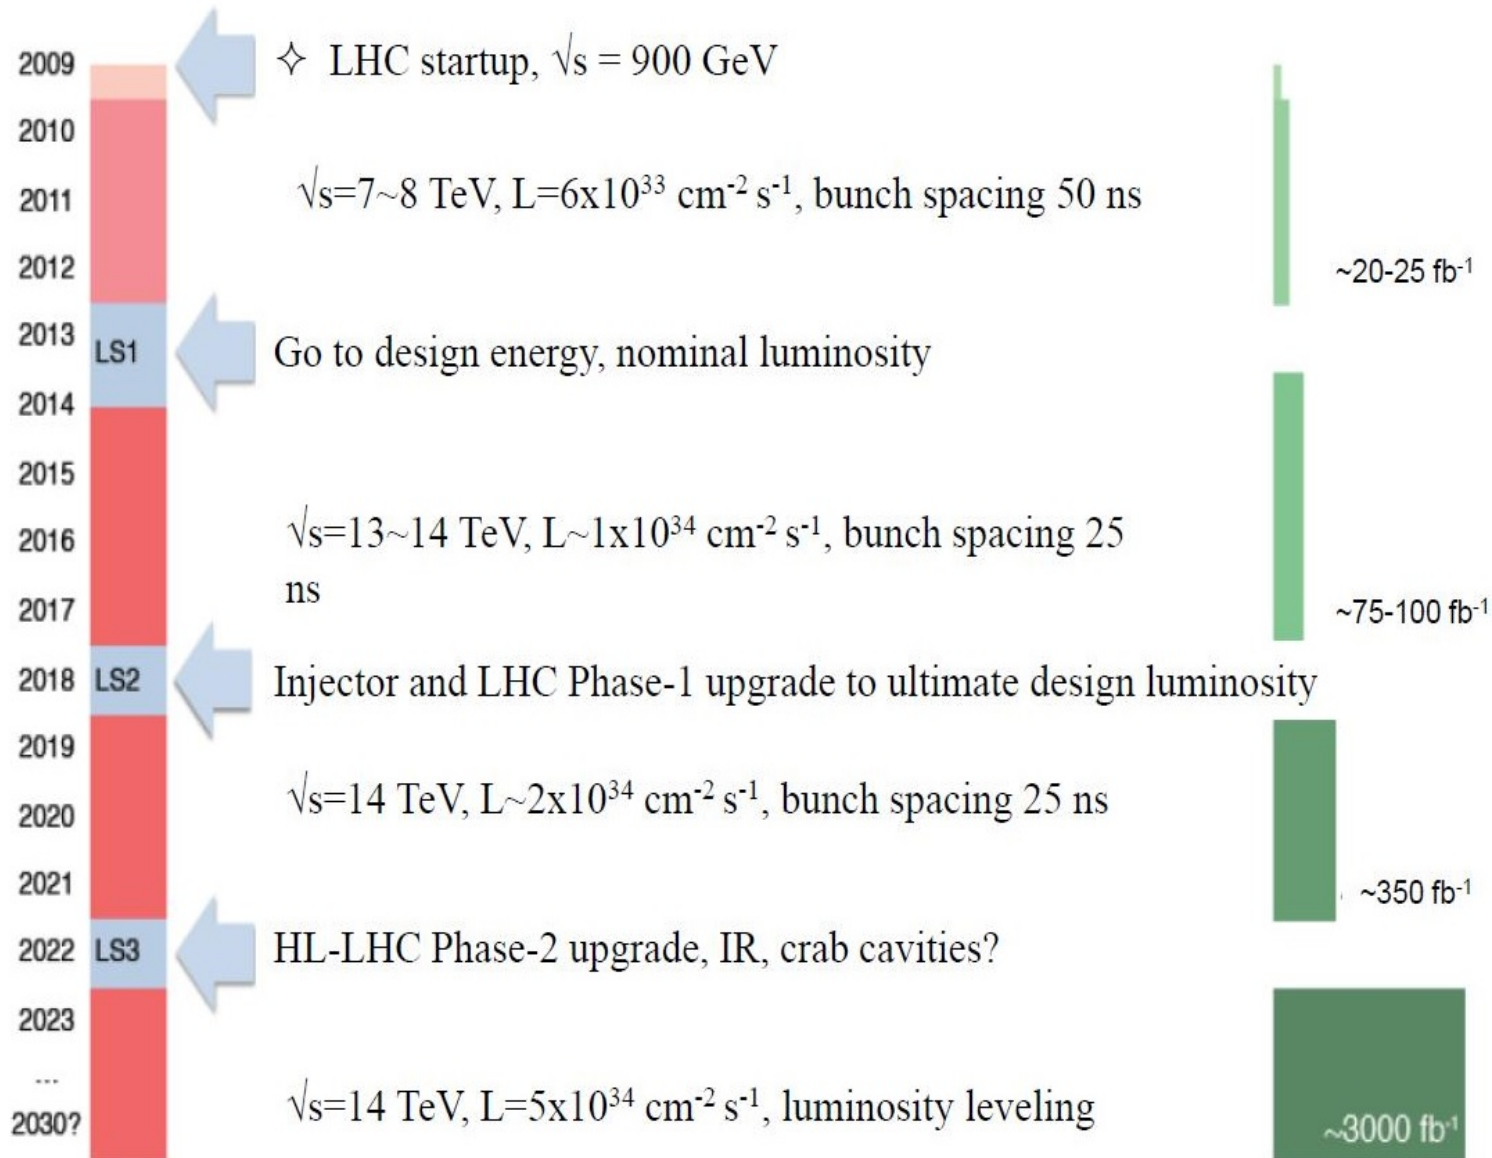 2009
✧ LHC startup, √s = 900 GeV
2010
√s=7~8 TeV, L=6x10³³ cm⁻² s⁻¹, bunch spacing 50 ns
2011
2012
~20-25 fb⁻¹
2013
LS1
Go to design energy, nominal luminosity
2014
2015
√s=13~14 TeV, L~1x10³⁴ cm⁻² s⁻¹, bunch spacing 25
2016
ns
2017
~75-100 fb⁻¹
2018
LS2
Injector and LHC Phase-1 upgrade to ultimate design luminosity
2019
√s=14 TeV, L~2x10³⁴ cm⁻² s⁻¹, bunch spacing 25 ns
2020
2021
~350 fb⁻¹
2022
LS3
HL-LHC Phase-2 upgrade, IR, crab cavities?
2023
...
√s=14 TeV, L=5x10³⁴ cm⁻² s⁻¹, luminosity leveling
2030?
~3000 fb⁻¹